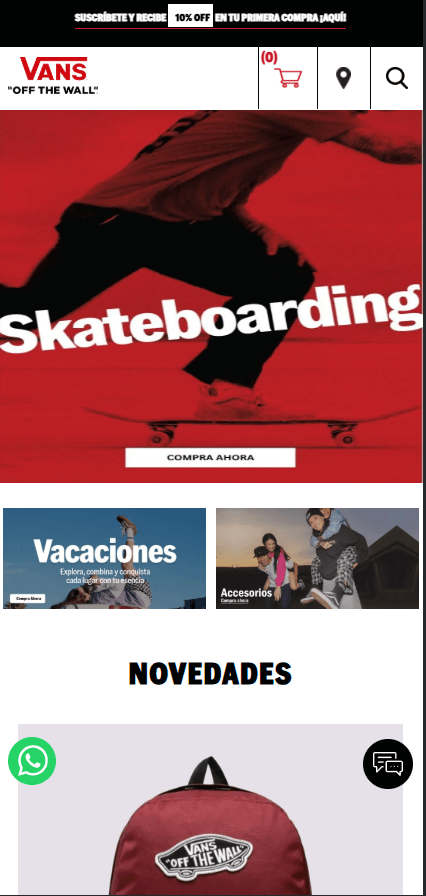 SUSCRÍBETE Y RECIBE 10% OFF EN TU PRIMERA COMPRA ¡AQUÍ!
(0)
VANS
"OFF THE WALL"
Skateboarding
COMPRA AHORA
Vacaciones
Explora, combina y conquista
cada lugar con tu esencia
Compra Ahora
Accesorios
Compra ahora
NOVEDADES
VANS
"OFF THE WALL"